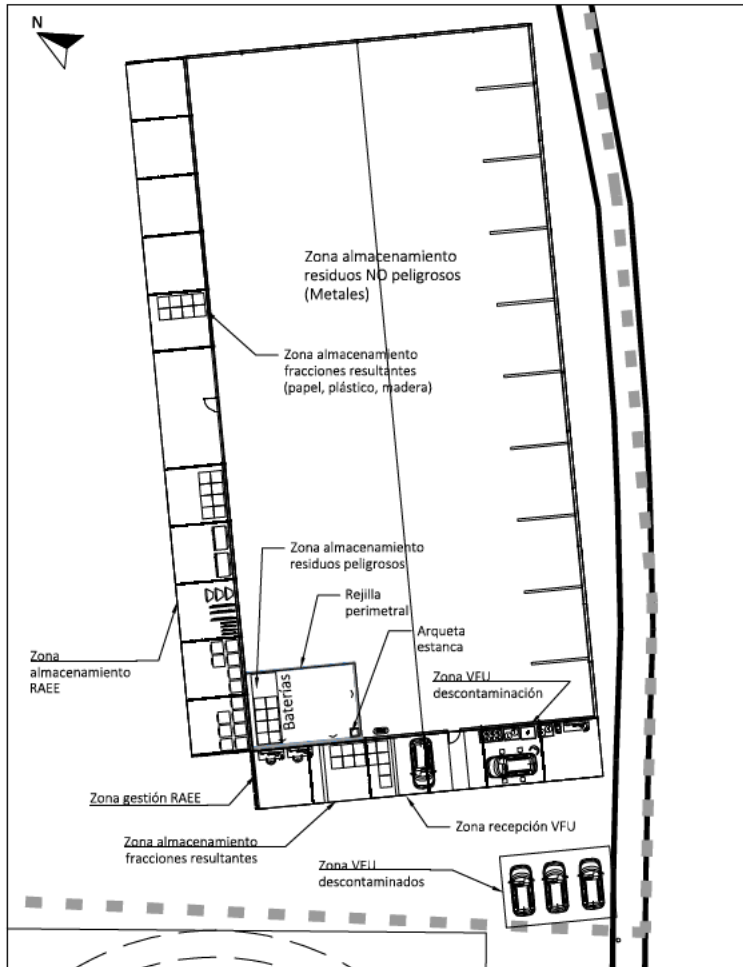 N
Zona almacenamiento
residuos NO peligrosos
(Metales)
Zona almacenamiento
fracciones resultantes
(papel, plástico, madera)
Zona almacenamiento
residuos peligrosos
Rejilla
perimetral
Arqueta
estanca
Zona
almacenamiento
RAEE
Baterías
Zona VFU
descontaminación
Zona gestión RAEE
Zona recepción VFU
Zona almacenamiento
fracciones resultantes
Zona VFU
descontaminados